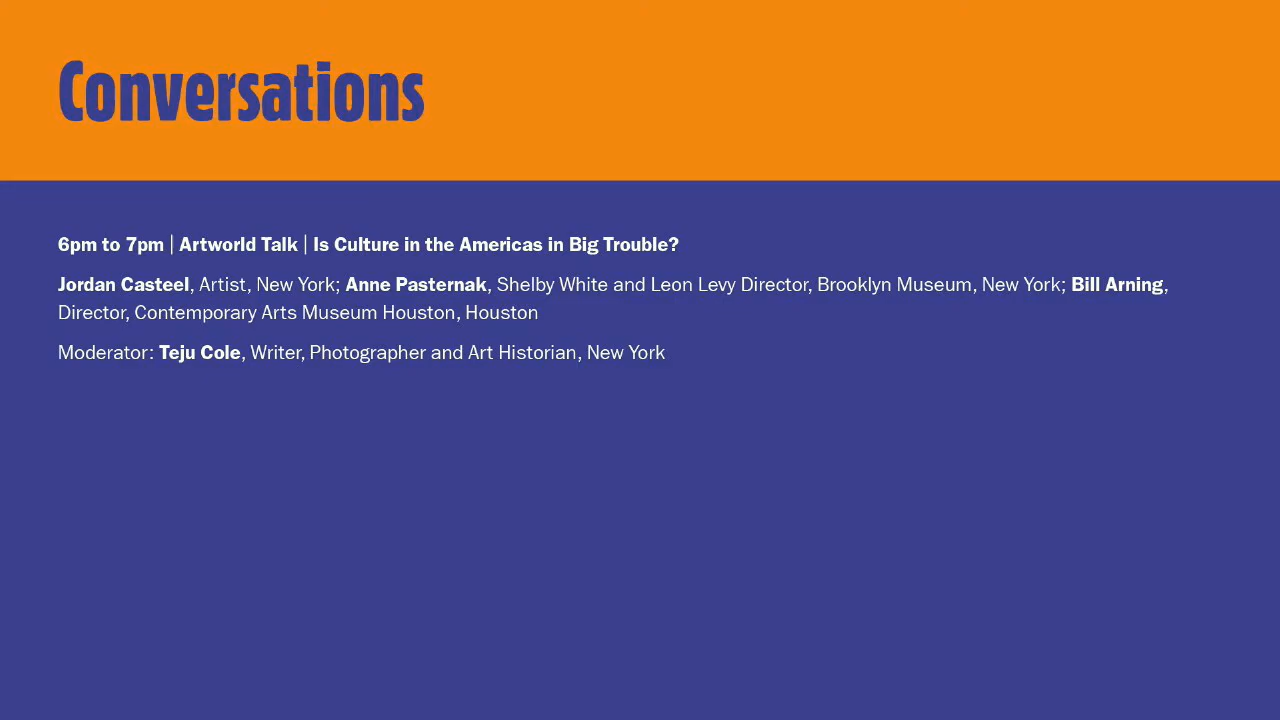 Conversations
6pm to 7pm | Artworld Talk | Is Culture in the Americas in Big Trouble?
Jordan Casteel, Artist, New York; Anne Pasternak, Shelby White and Leon Levy Director, Brooklyn Museum, New York; Bill Arning,
Director, Contemporary Arts Museum Houston, Houston
Moderator: Teju Cole, Writer, Photographer and Art Historian, New York